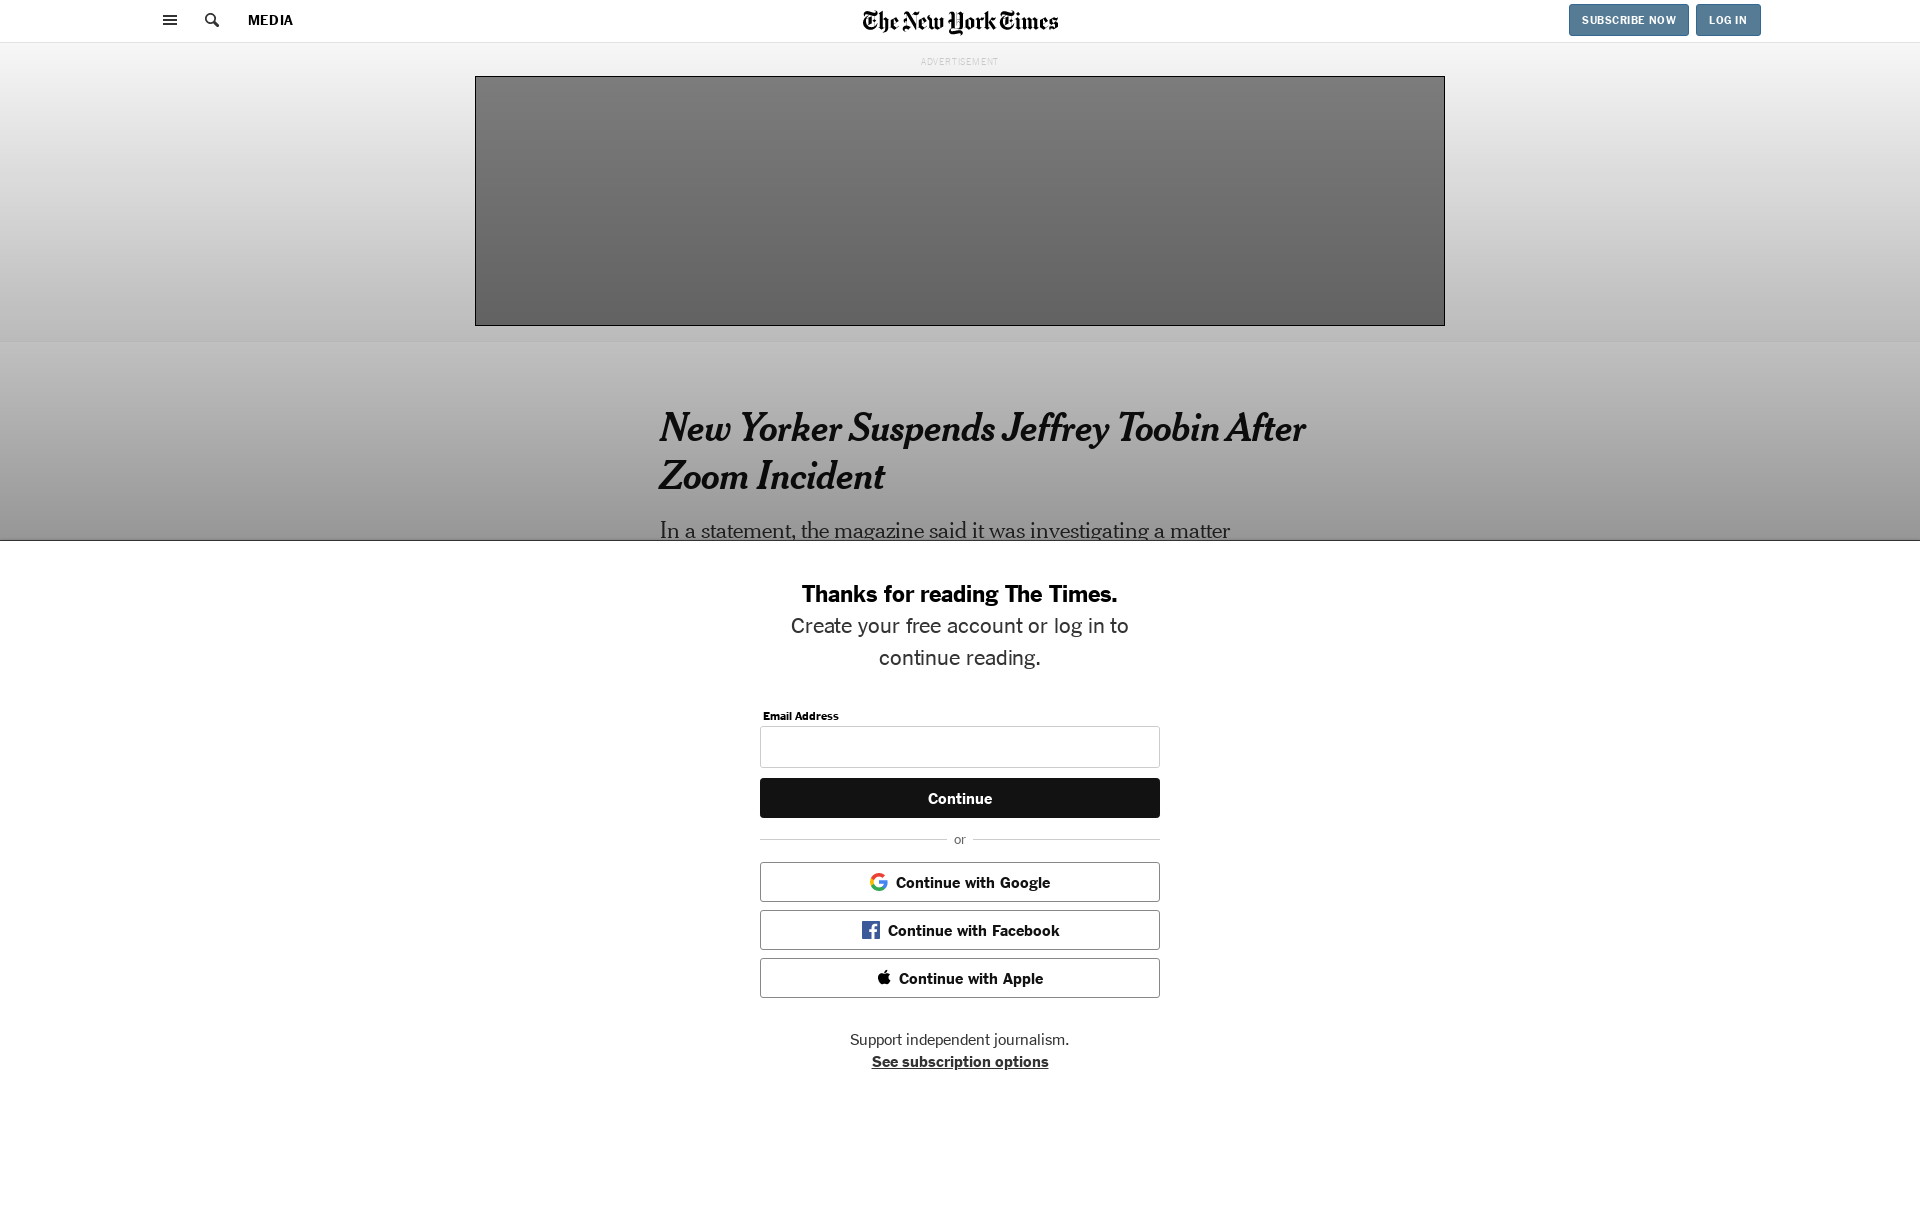 MEDIA
The New York Times
SUBSCRIBE NOW
LOG IN
ADVERTISEMENT
New Yorker Suspends Jeffrey Toobin After
Zoom Incident
In a statement, the magazine said it was investigating a matter
Thanks for reading The Times.
Create your free account or log in to
continue reading.
Email Address
Continue
or
Continue with Google
Continue with Facebook
Continue with Apple
Support independent journalism.
See subscription options